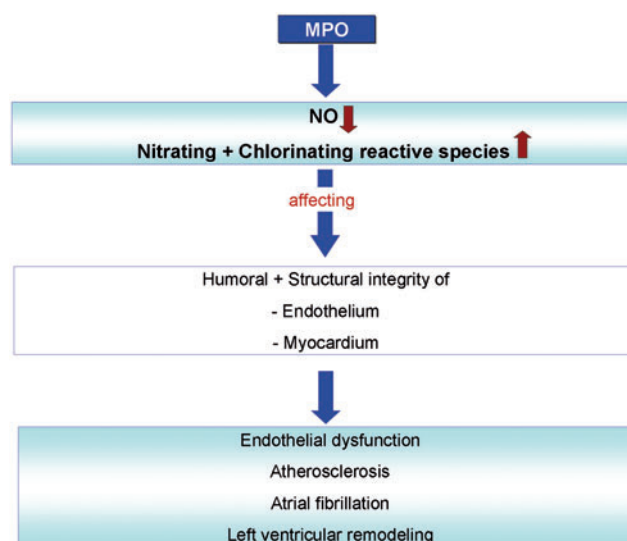 MPO
NO
Nitrating + Chlorinating reactive species
affecting
Humoral + Structural integrity of
- Endothelium
- Myocardium
Endothelial dysfunction
Atherosclerosis
Atrial fibrillation
Left ventricular remodeling